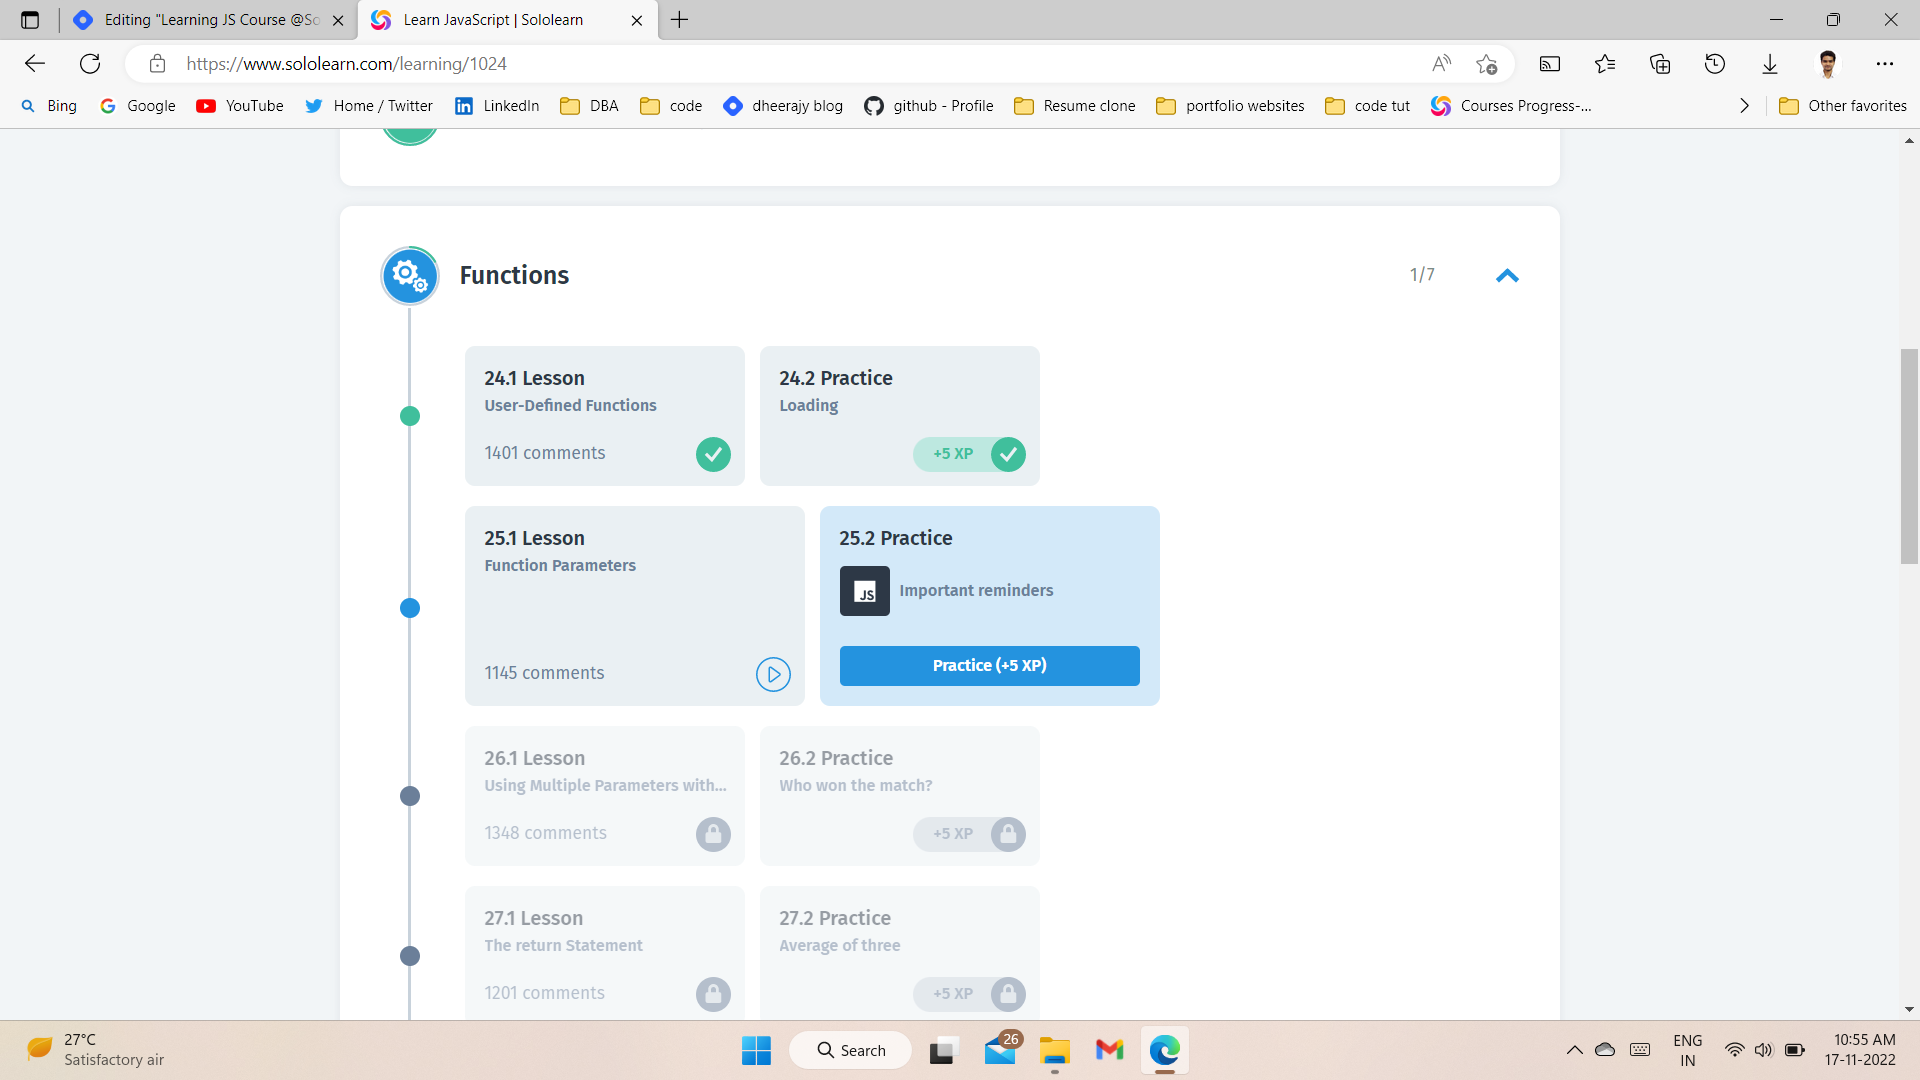 Editing "Learning JS Course @So
Learn JavaScript | Sololearn
https://www.sololearn.com/learning/1024
Bing
Google
YouTube
Home / Twitter
LinkedIn
DBA
code
dheerajy blog
github - Profile
Resume clone
portfolio websites
code tut
Courses Progress-...
Other favorites
Functions
1/7
24.1 Lesson
User-Defined Functions
1401 comments
24.2 Practice
Loading
+5 XP
25.1 Lesson
Function Parameters
1145 comments
25.2 Practice
JS
Important reminders
Practice (+5 XP)
26.1 Lesson
Using Multiple Parameters with...
1348 comments
26.2 Practice
Who won the match?
+5 XP
27.1 Lesson
The return Statement
1201 comments
27.2 Practice
Average of three
+5 XP
27°C
Satisfactory air
Search
26
ENG
IN
10:55 AM
17-11-2022